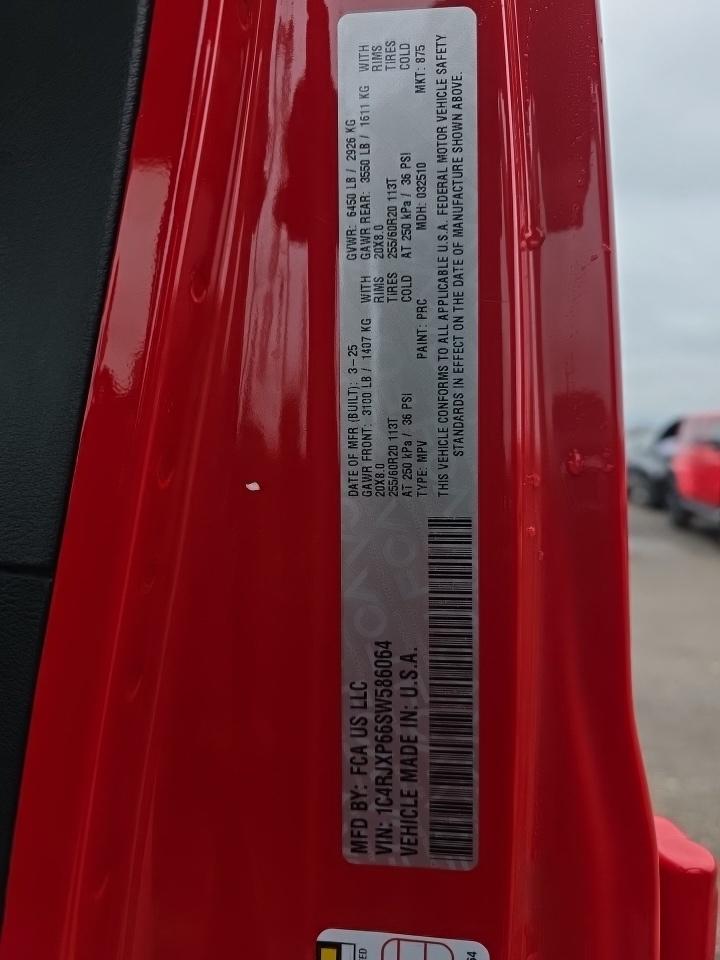 MFD BY: FCA US LLC
VIN: 1C4RJXP66SW586064
VEHICLE MADE IN: U.S.A.
DATE OF MFR (BUILT): 3-25
GAWR FRONT: 3100 LB / 1407 KG WITH
20X8.0 RIMS
255/60R20 113T TIRES
AT 250 kPa / 36 PSI COLD
GVWR: 6450 LB / 2926 KG
GAWR REAR: 3550 LB / 1611 KG WITH
20X8.0 RIMS
255/60R20 113T TIRES
AT 250 kPa / 36 PSI COLD
TYPE: MPV PAINT: PRC MDH: 032510 MKT: 875
THIS VEHICLE CONFORMS TO ALL APPLICABLE U.S.A. FEDERAL MOTOR VEHICLE SAFETY
STANDARDS IN EFFECT ON THE DATE OF MANUFACTURE SHOWN ABOVE.